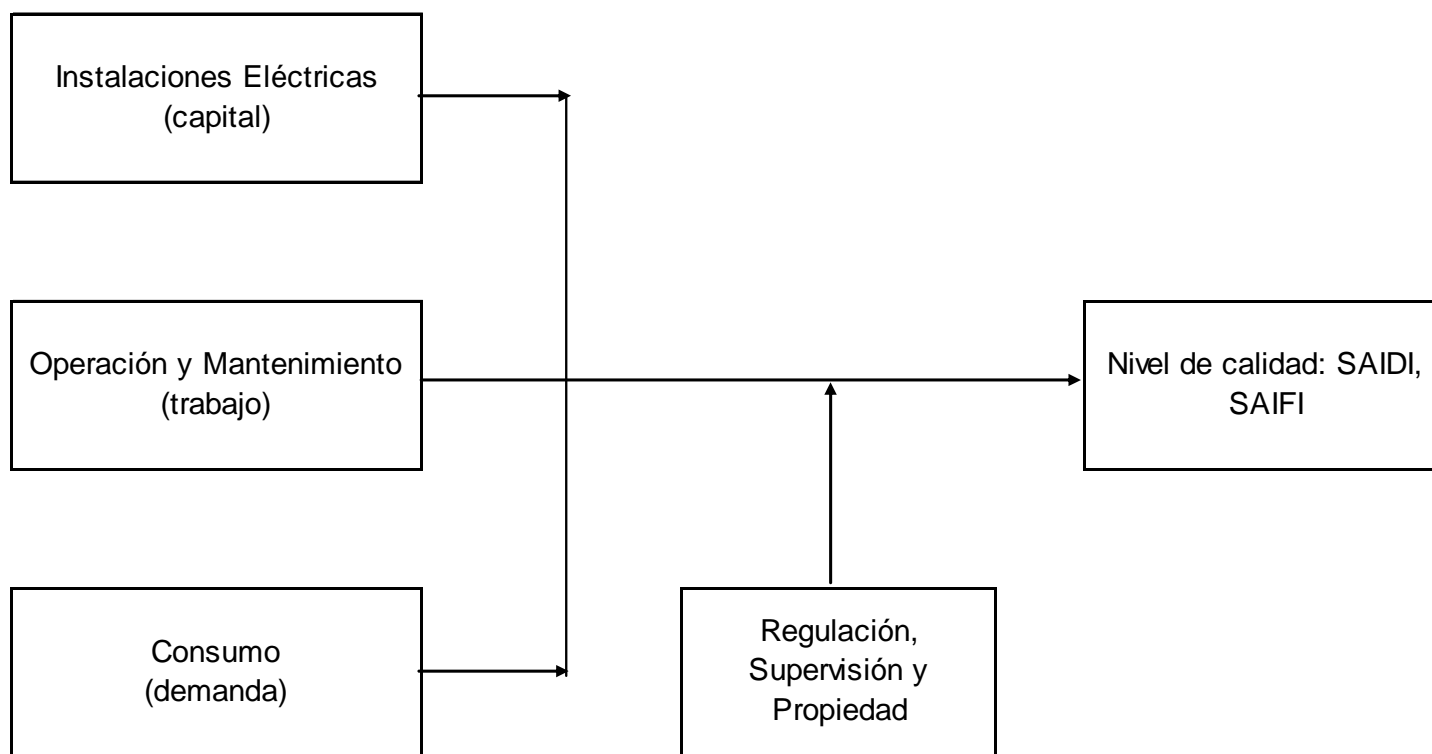 Instalaciones Eléctricas
(capital)
Operación y Mantenimiento
(trabajo)
Nivel de calidad: SAIDI,
SAIFI
Consumo
(demanda)
Regulación,
Supervisión y
Propiedad